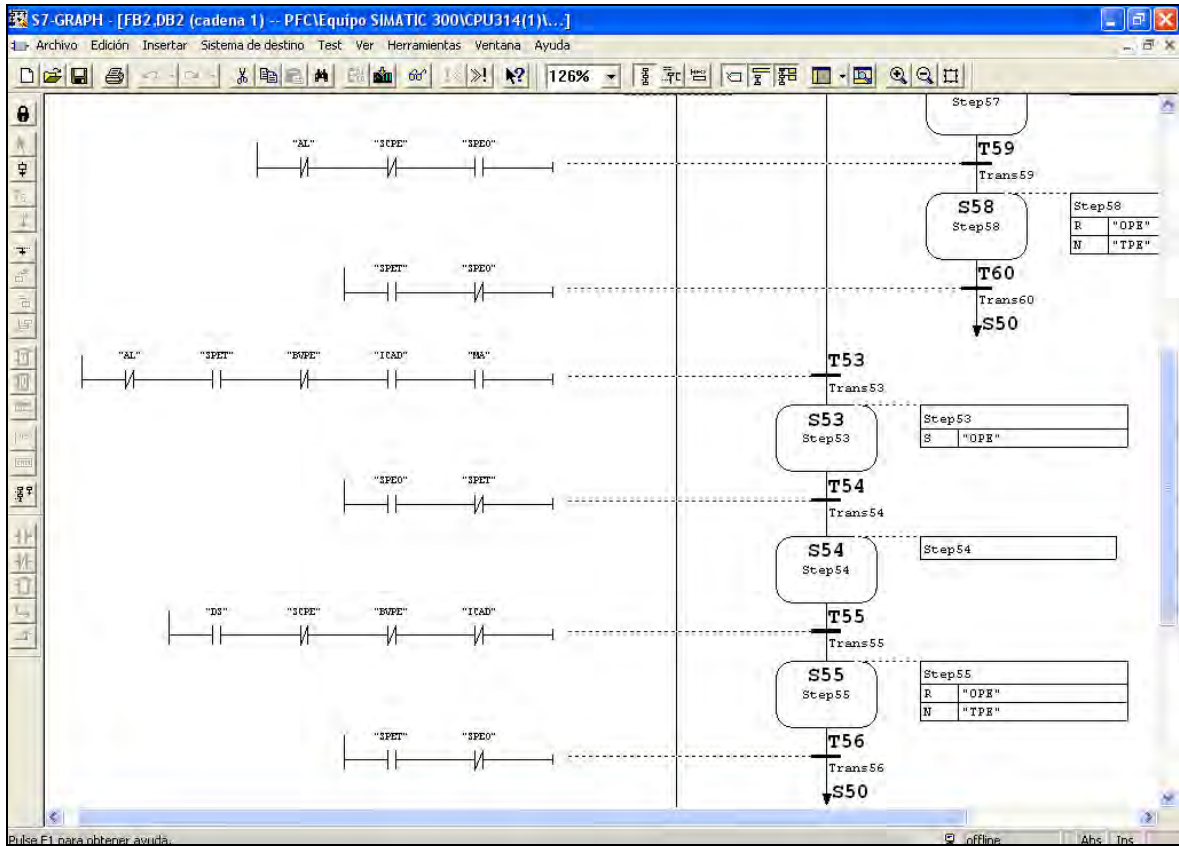 S7-GRAPH - [FB2,DB2 (cadena 1) -- PFC\Equipo SIMATIC 300\CPU314(1)\...]
Archivo Edición Insertar Sistema de destino Test Ver Herramientas Ventana Ayuda
126%
Step57
"AL" "SCPE" "SPEO"
T59
Trans59
S58
Step58
Step58
R "OPE"
N "TPE"
"SPET" "SPEO"
T60
Trans60
S50
"AL" "SPET" "BVPE" "ICAD" "MA"
T53
Trans53
S53
Step53
Step53
S "OPE"
"SPEO" "SPET"
T54
Trans54
S54
Step54
Step54
"DS" "SCPE" "BVPE" "ICAD"
T55
Trans55
S55
Step55
Step55
R "OPE"
N "TPE"
"SPET" "SPEO"
T56
Trans56
S50
Pulse F1 para obtener ayuda.
offline Abs Ins